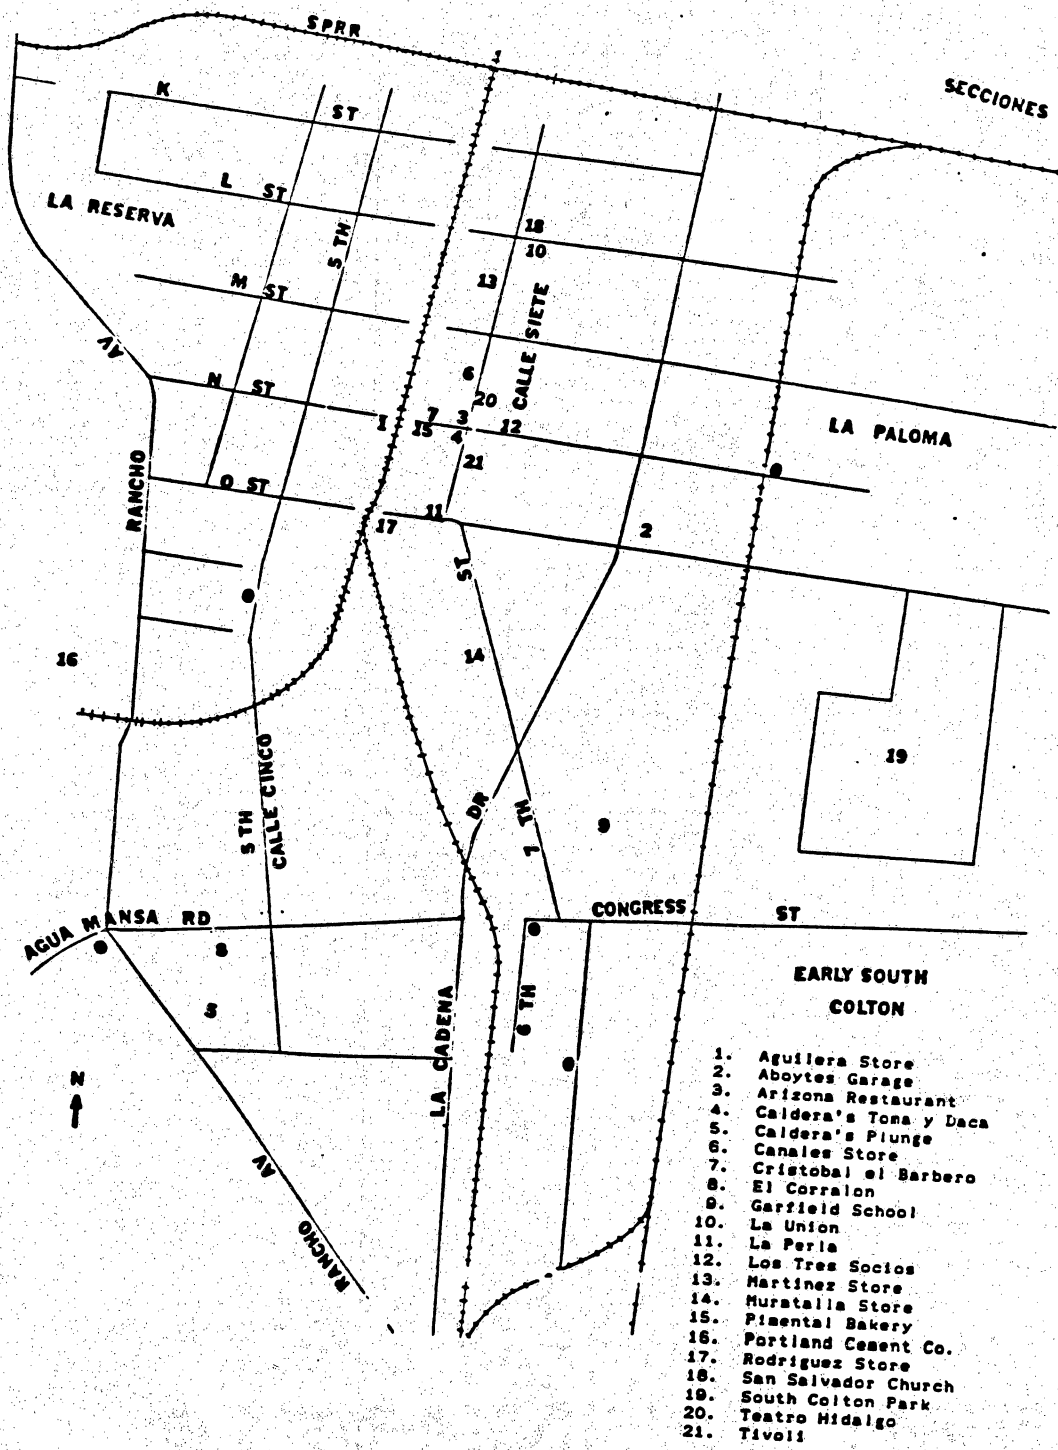 SPRR
1
SECCIONES
K ST
L ST
LA RESERVA
5 TH
18
10
M ST
13
CALLE SIETE
AV
6
N ST
20
7
3
1
15
4
12
LA PALOMA
21
RANCHO
O ST
11
17
2
ST
16
14
19
5 TH
CALLE CINCO
DR
7 TH
9
AGUA MANSA RD
CONGRESS ST
8
3
LA CADENA
6 TH
N
AV
RANCHO
EARLY SOUTH
COLTON
1. Aguilera Store
2. Aboytes Garage
3. Arizona Restaurant
4. Caldera's Toma y Daca
5. Caldera's Plunge
6. Canales Store
7. Cristobal el Barbero
8. El Corralon
9. Garfield School
10. La Union
11. La Perla
12. Los Tres Socios
13. Martinez Store
14. Muratalla Store
15. Pimental Bakery
16. Portland Cement Co.
17. Rodriguez Store
18. San Salvador Church
19. South Colton Park
20. Teatro Hidalgo
21. Tivoli